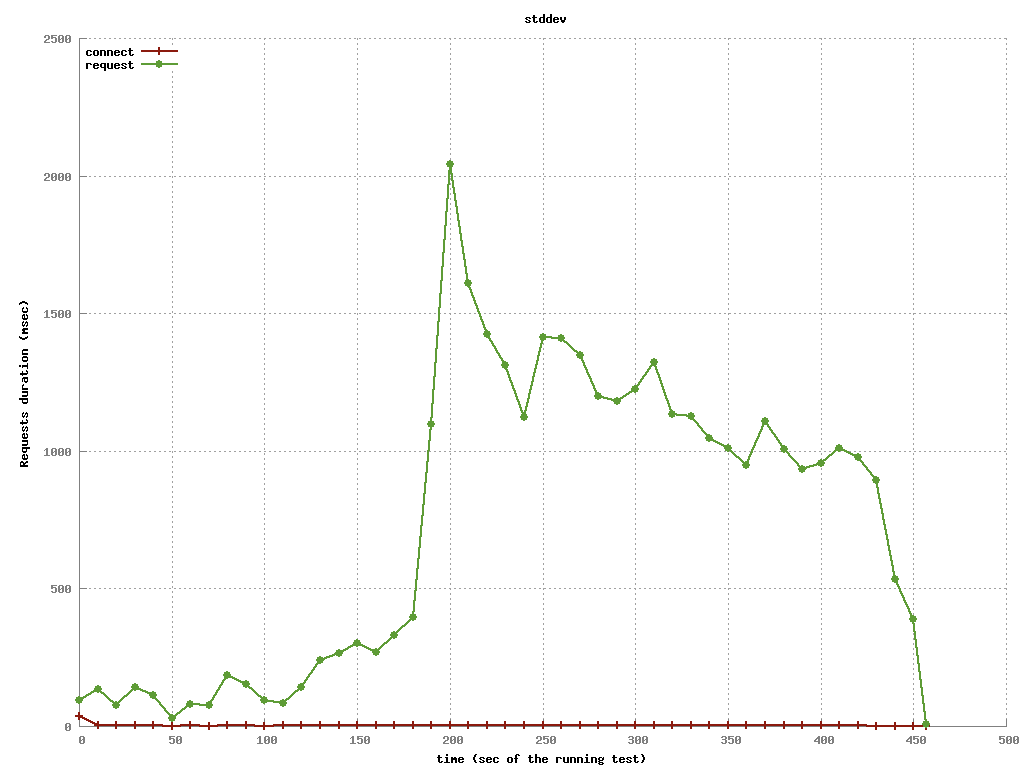 stddev
2500
connect
request
2000
1500
Requests duration (msec)
1000
500
0
0 50 100 150 200 250 300 350 400 450 500
time (sec of the running test)